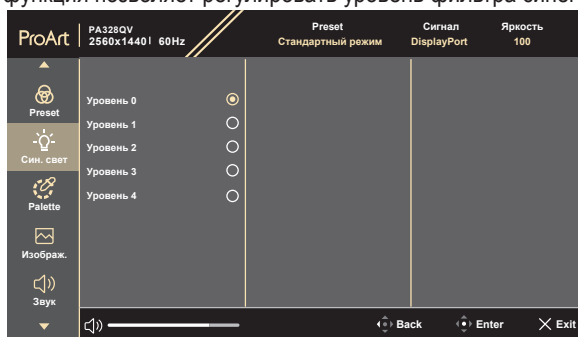 функция позволяет регулировать уровень фильтра сине.
ProArt
PA328QV
2560x1440 60Hz
Preset
Стандартный режим
Сигнал
DisplayPort
Яркость
100
Preset
Син. свет
Palette
Изображ.
Звук
Уровень 0
Уровень 1
Уровень 2
Уровень 3
Уровень 4
Back
Enter
Exit